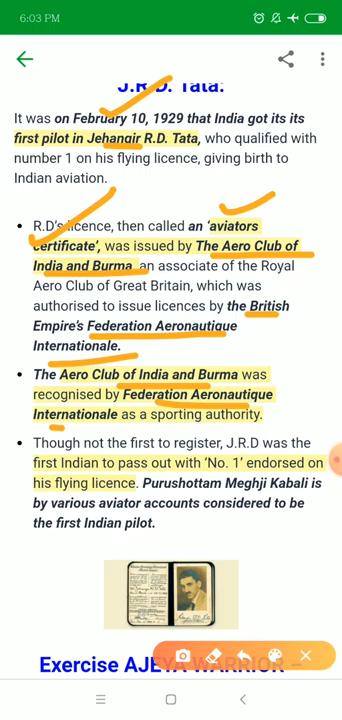 6:03 PM
J.R.D. Tata:
It was on February 10, 1929 that India got its its
first pilot in Jehangir R.D. Tata, who qualified with
number 1 on his flying licence, giving birth to
Indian aviation.
• R.D's licence, then called an ‘aviators
certificate’, was issued by The Aero Club of
India and Burma, an associate of the Royal
Aero Club of Great Britain, which was
authorised to issue licences by the British
Empire's Federation Aeronautique
Internationale.
• The Aero Club of India and Burma was
recognised by Federation Aeronautique
Internationale as a sporting authority.
• Though not the first to register, J.R.D was the
first Indian to pass out with ‘No. 1’ endorsed on
his flying licence. Purushottam Meghji Kabali is
by various aviator accounts considered to be
the first Indian pilot.
Exercise AJEYA WARRIOR –